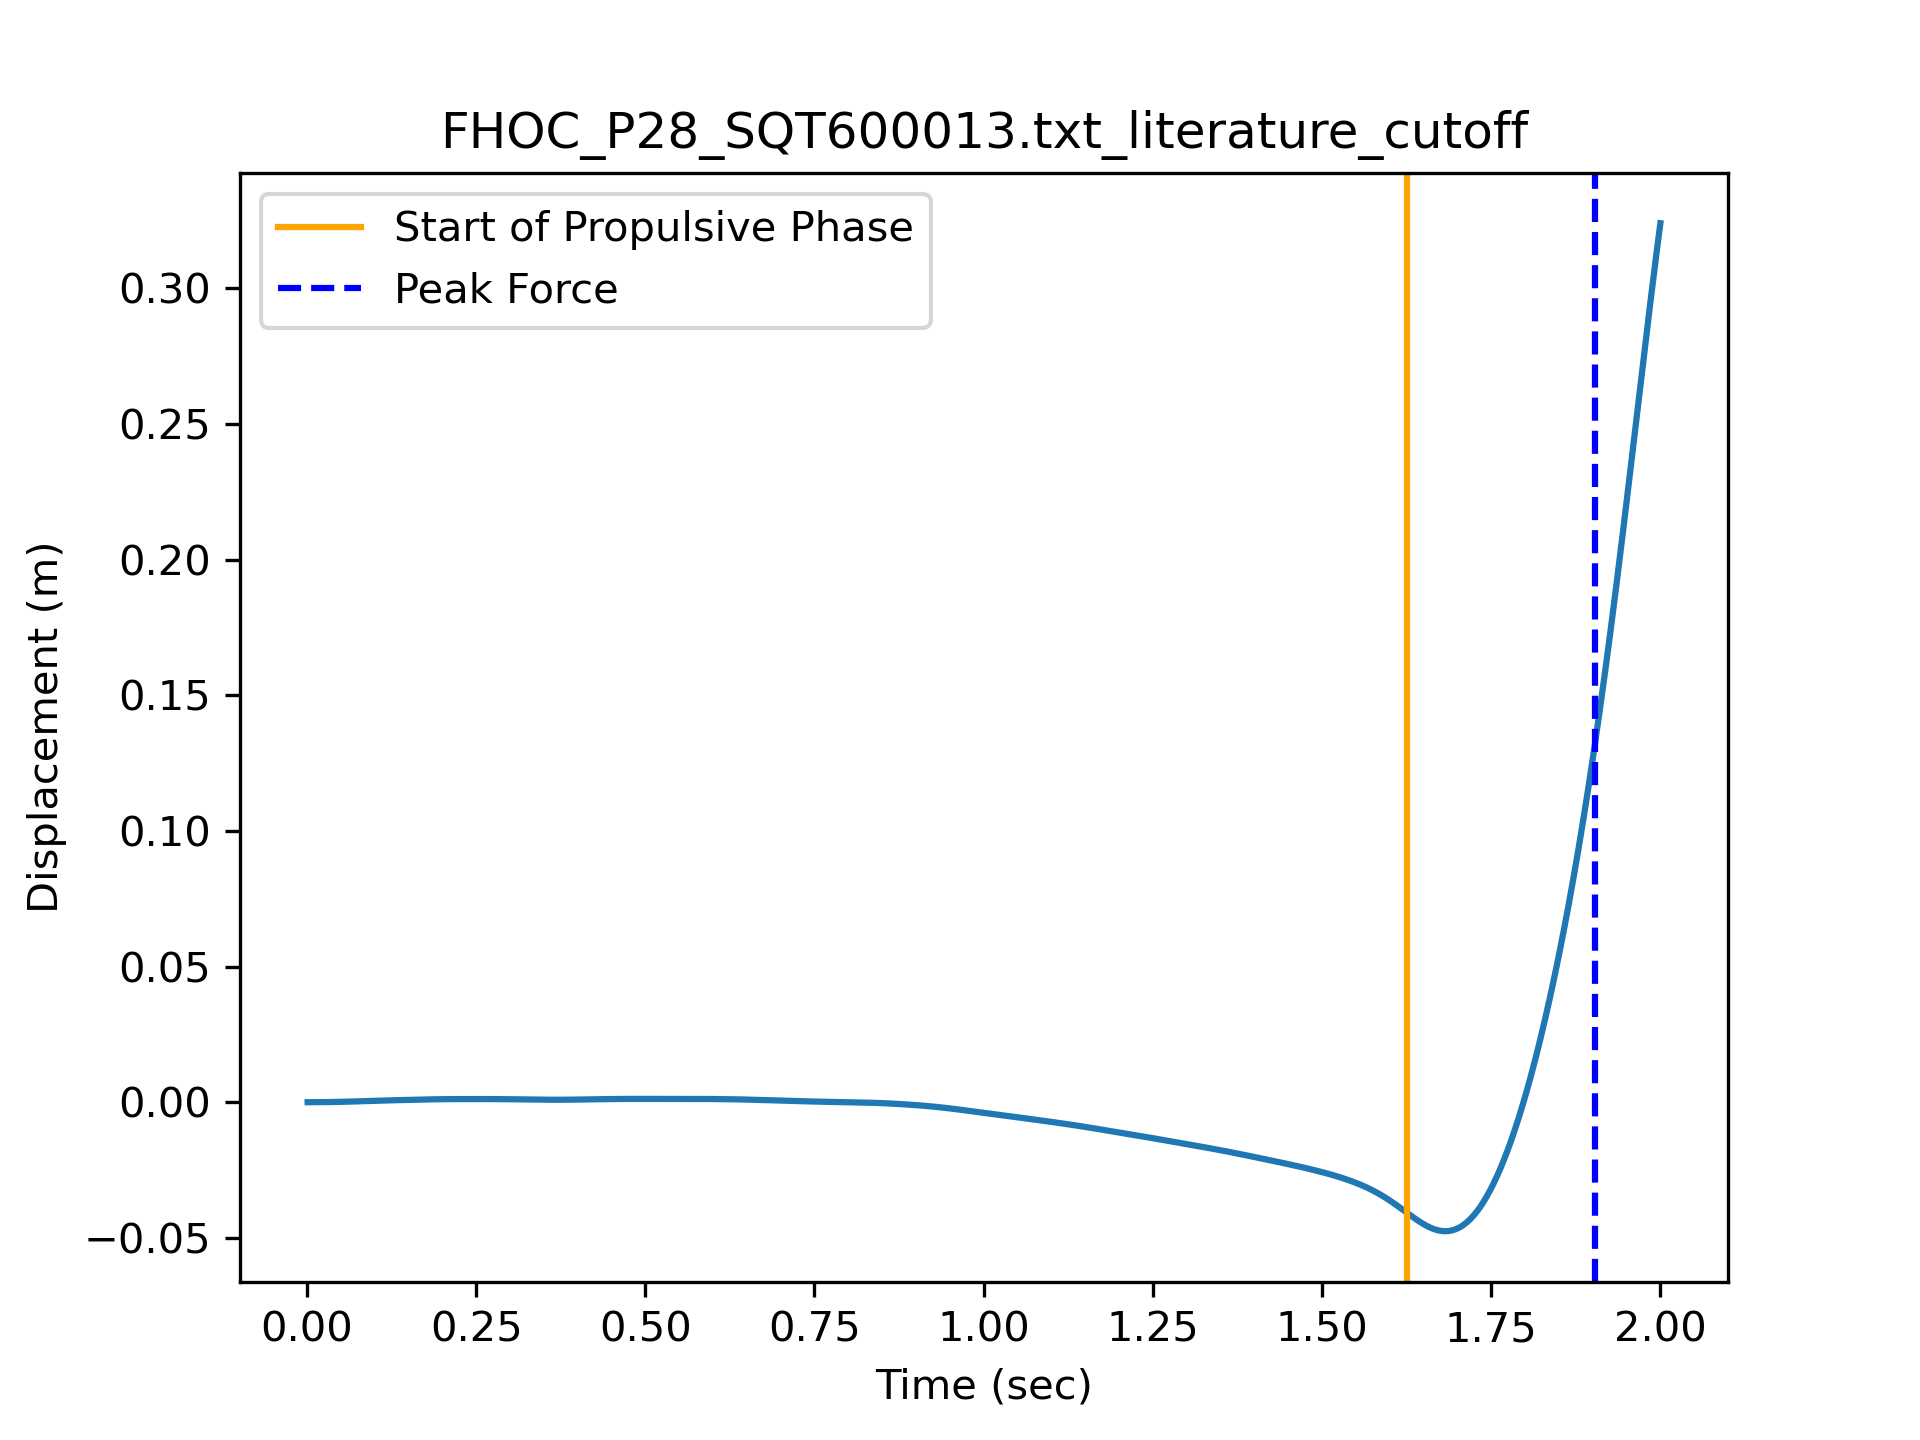 FHOC_P28_SQT600013.txt_literature_cutoff
Start of Propulsive Phase
Peak Force
0.30
0.25
0.20
0.15
0.10
0.05
0.00
−0.05
Displacement (m)
0.00 0.25 0.50 0.75 1.00 1.25 1.50 1.75 2.00
Time (sec)